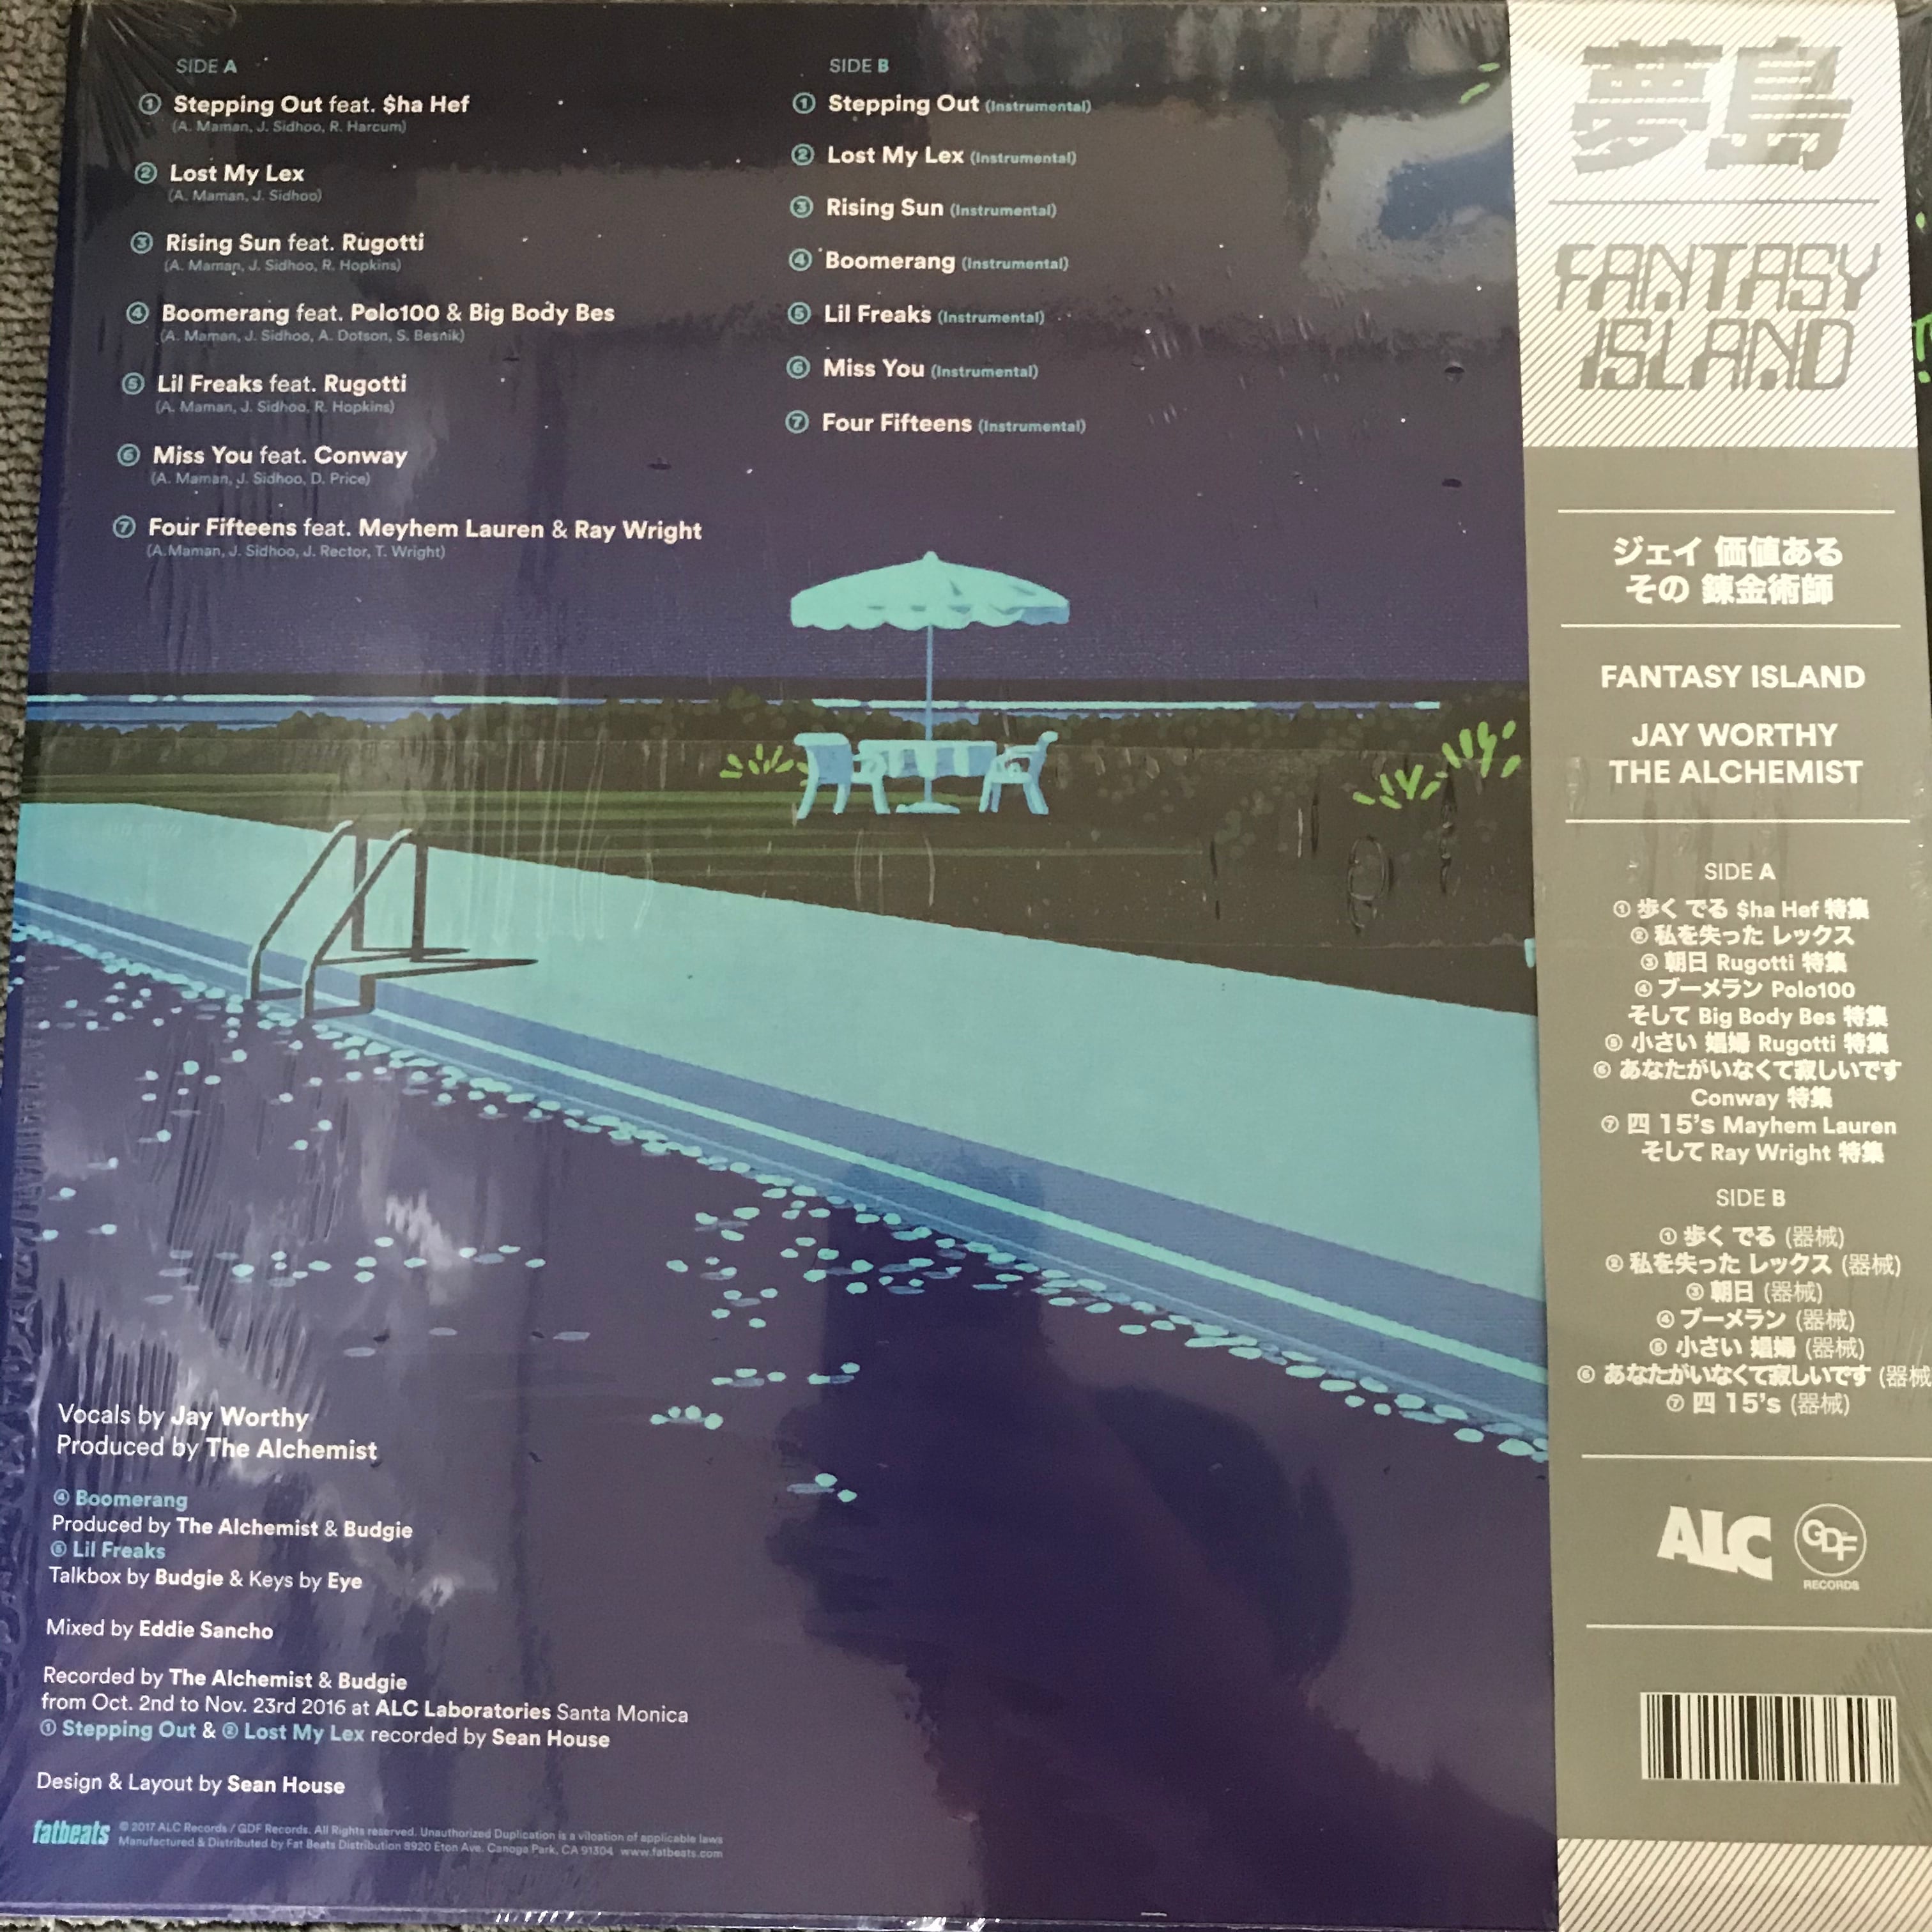 SIDE A
① Stepping Out feat. $ha Hef
(A. Maman, J. Sidhoo, R. Harcum)
② Lost My Lex
(A. Maman, J. Sidhoo)
③ Rising Sun feat. Rugotti
(A. Maman, J. Sidhoo, R. Hopkins)
④ Boomerang feat. Polo100 & Big Body Bes
(A. Maman, J. Sidhoo, A. Dotson, S. Besnik)
⑤ Lil Freaks feat. Rugotti
(A. Maman, J. Sidhoo, R. Hopkins)
⑥ Miss You feat. Conway
(A. Maman, J. Sidhoo, D. Price)
⑦ Four Fifteens feat. Meyhem Lauren & Ray Wright
(A.Maman, J. Sidhoo, J. Rector, T. Wright)
SIDE B
① Stepping Out (Instrumental)
② Lost My Lex (Instrumental)
③ Rising Sun (Instrumental)
④ Boomerang (Instrumental)
⑤ Lil Freaks (Instrumental)
⑥ Miss You (Instrumental)
⑦ Four Fifteens (Instrumental)
Vocals by Jay Worthy
Produced by The Alchemist
④ Boomerang
Produced by The Alchemist & Budgie
⑤ Lil Freaks
Talkbox by Budgie & Keys by Eye
Mixed by Eddie Sancho
Recorded by The Alchemist & Budgie
from Oct. 2nd to Nov. 23rd 2016 at ALC Laboratories Santa Monica
① Stepping Out & ② Lost My Lex recorded by Sean House
Design & Layout by Sean House
fatbeats
© 2017 ALC Records / GDF Records. All Rights reserved. Unauthorized Duplication is a viloation of applicable laws
Manufactured & Distributed by Fat Beats Distribution 8920 Eton Ave. Canoga Park, CA 91304 www.fatbeats.com
夢島
FANTASY
ISLAND
ジェイ 価値ある
その 錬金術師
FANTASY ISLAND
JAY WORTHY
THE ALCHEMIST
SIDE A
① 歩く でる $ha Hef 特集
② 私を失った レックス
③ 朝日 Rugotti 特集
④ ブーメラン Polo100
そして Big Body Bes 特集
⑤ 小さい 娼婦 Rugotti 特集
⑥ あなたがいなくて寂しいです
Conway 特集
⑦ 四 15's Mayhem Lauren
そして Ray Wright 特集
SIDE B
① 歩く でる (器械)
② 私を失った レックス (器械)
③ 朝日 (器械)
④ ブーメラン (器械)
⑤ 小さい 娼婦 (器械)
⑥ あなたがいなくて寂しいです (器械
⑦ 四 15's (器械)
ALC
GDF
RECORDS